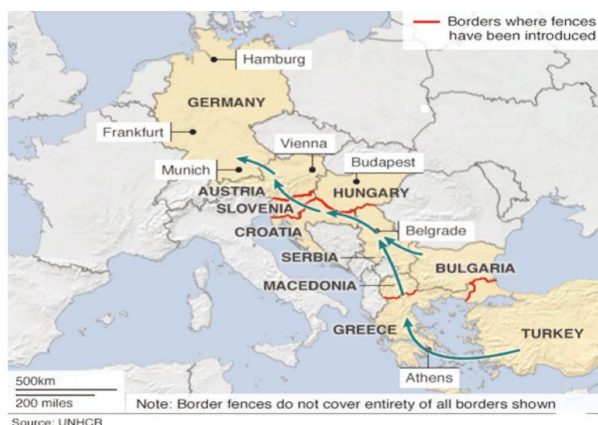 Borders where fences
have been introduced
Hamburg
GERMANY
Frankfurt
Vienna
Munich
Budapest
AUSTRIA
HUNGARY
SLOVENIA
CROATIA
Belgrade
SERBIA
BULGARIA
MACEDONIA
GREECE
TURKEY
Athens
500km
200 miles
Note: Border fences do not cover entirety of all borders shown
Source: UNHCR